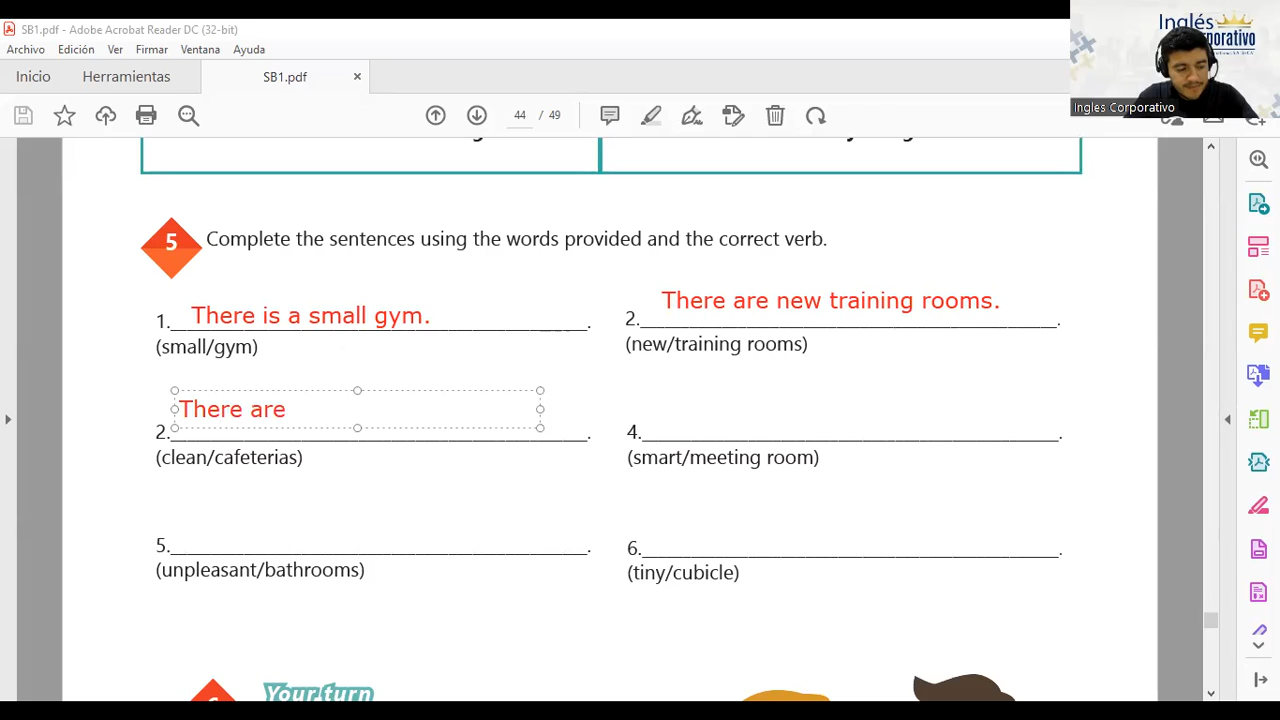 SB1.pdf - Adobe Acrobat Reader DC (32-bit)
Archivo Edición Ver Firmar Ventana Ayuda
Inicio Herramientas SB1.pdf ×
44 / 49
Inglés
orporativo
Ingles Corporativo
5 Complete the sentences using the words provided and the correct verb.
1. There is a small gym. .
(small/gym)
2. There are new training rooms. .
(new/training rooms)
2. There are .
(clean/cafeterias)
4. .
(smart/meeting room)
5. .
(unpleasant/bathrooms)
6. .
(tiny/cubicle)
Your turn